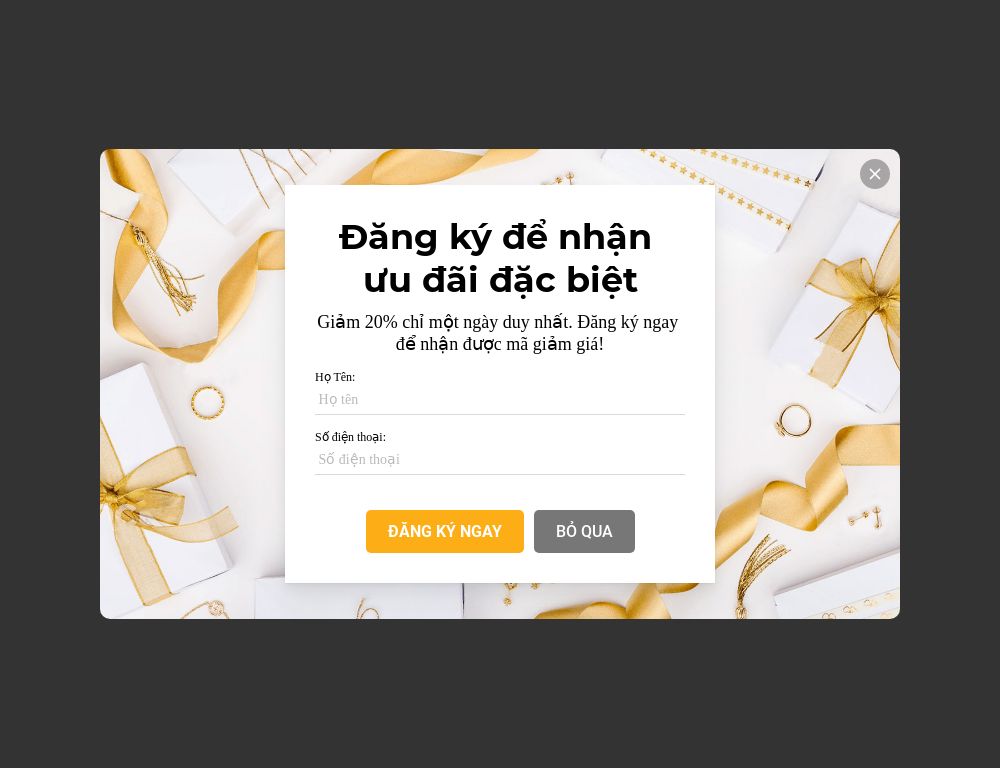 Đăng ký để nhận
ưu đãi đặc biệt
Giảm 20% chỉ một ngày duy nhất. Đăng ký ngay
để nhận được mã giảm giá!
Họ Tên:
Họ tên
Số điện thoại:
Số điện thoại
ĐĂNG KÝ NGAY BỎ QUA